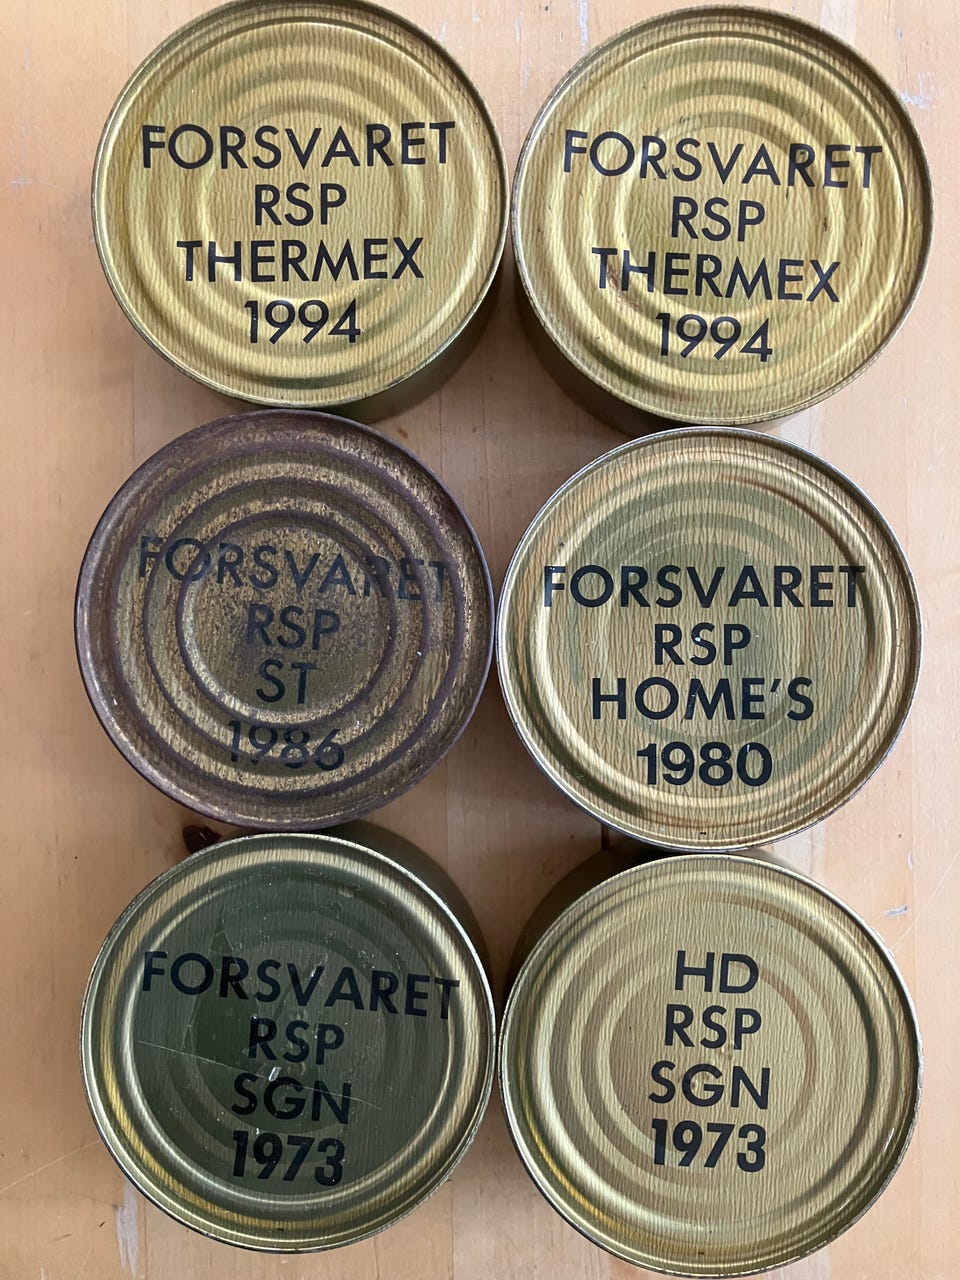 FORSVARET
RSP
THERMEX
1994
FORSVARET
RSP
THERMEX
1994
FORSVARET
RSP
ST
1986
FORSVARET
RSP
HOME'S
1980
FORSVARET
RSP
SGN
1973
HD
RSP
SGN
1973